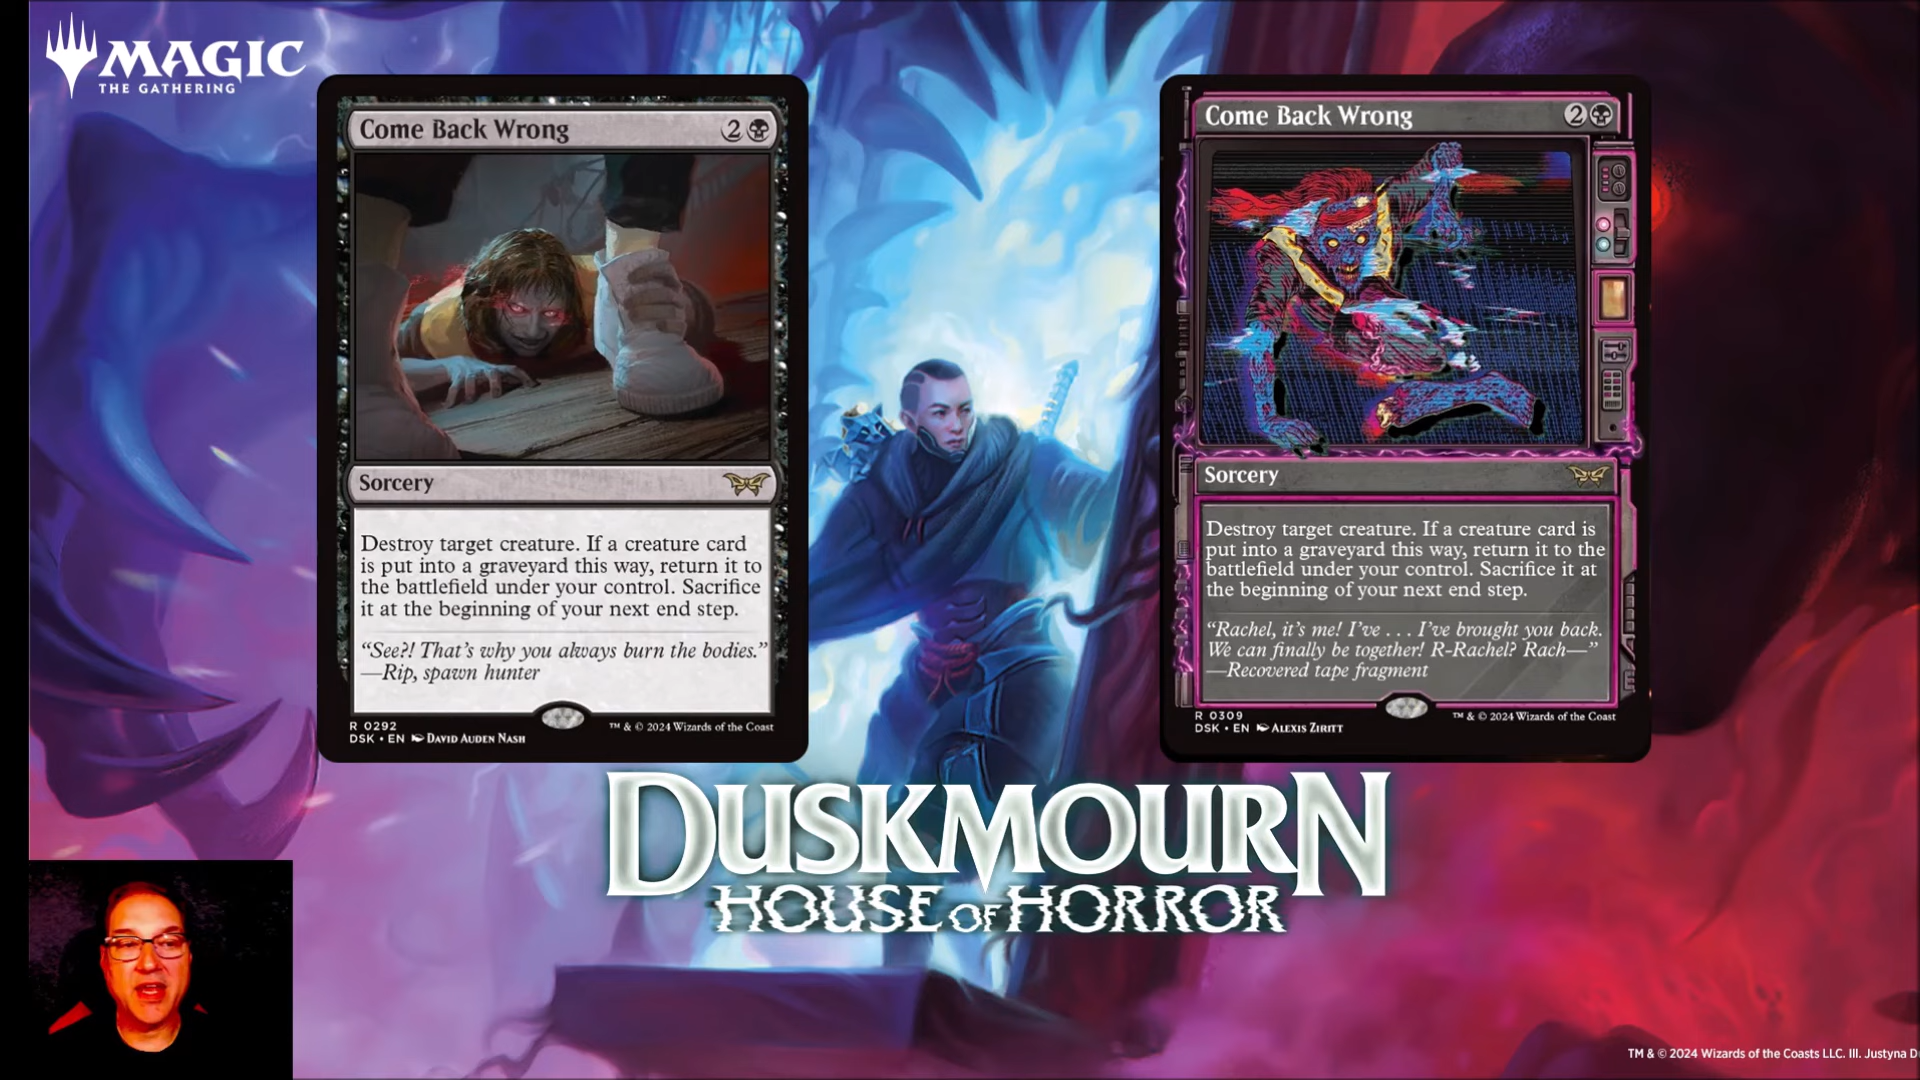 MAGIC
THE GATHERING
Come Back Wrong 2
Sorcery
Destroy target creature. If a creature card
is put into a graveyard this way, return it to
the battlefield under your control. Sacrifice
it at the beginning of your next end step.
“See?! That’s why you always burn the bodies.”
—Rip, spawn hunter
R 0292
DSK • EN DAVID AUDEN NASH
™ & © 2024 Wizards of the Coast
Come Back Wrong 2
Sorcery
Destroy target creature. If a creature card is
put into a graveyard this way, return it to the
battlefield under your control. Sacrifice it at
the beginning of your next end step.
“Rachel, it’s me! I’ve . . . I’ve brought you back.
We can finally be together! R-Rachel? Rach—”
—Recovered tape fragment
R 0309
DSK • EN ALEXIS ZIRITT
™ & © 2024 Wizards of the Coast
DUSKMOURN
HOUSE OF HORROR
TM & © 2024 Wizards of the Coasts LLC. Ill. Justyna D